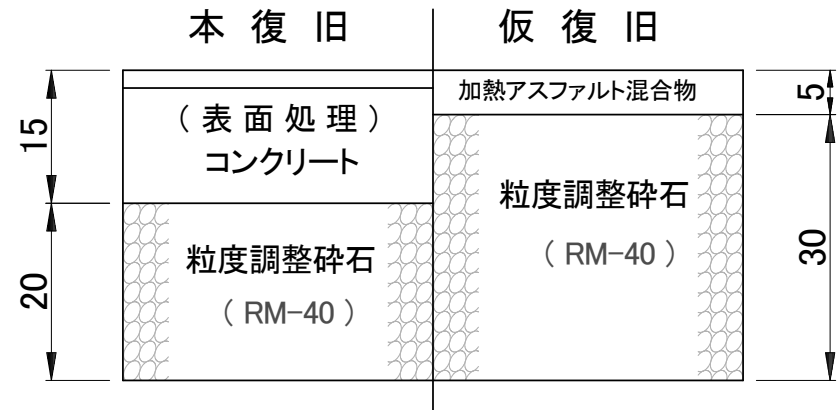 本復旧
仮復旧
15
20
（表面処理）
コンクリート
粒度調整砕石
（RM-40）
加熱アスファルト混合物
粒度調整砕石
（RM-40）
5
30